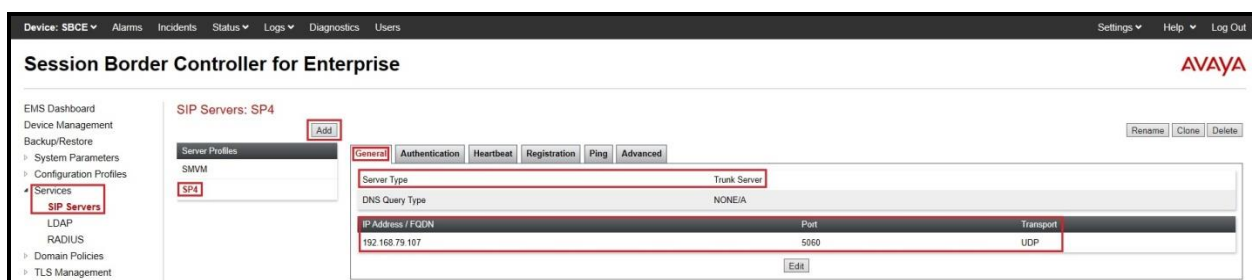 Device: SBCE Alarms Incidents Status Logs Diagnostics Users Settings Help Log Out
Session Border Controller for Enterprise
AVAYA
EMS Dashboard
Device Management
Backup/Restore
System Parameters
Configuration Profiles
Services
SIP Servers
LDAP
RADIUS
Domain Policies
TLS Management
SIP Servers: SP4
Add
Rename Clone Delete
Server Profiles
SMVM
SP4
General Authentication Heartbeat Registration Ping Advanced
Server Type Trunk Server
DNS Query Type NONE/A
IP Address / FQDN Port Transport
192.168.79.107 5060 UDP
Edit